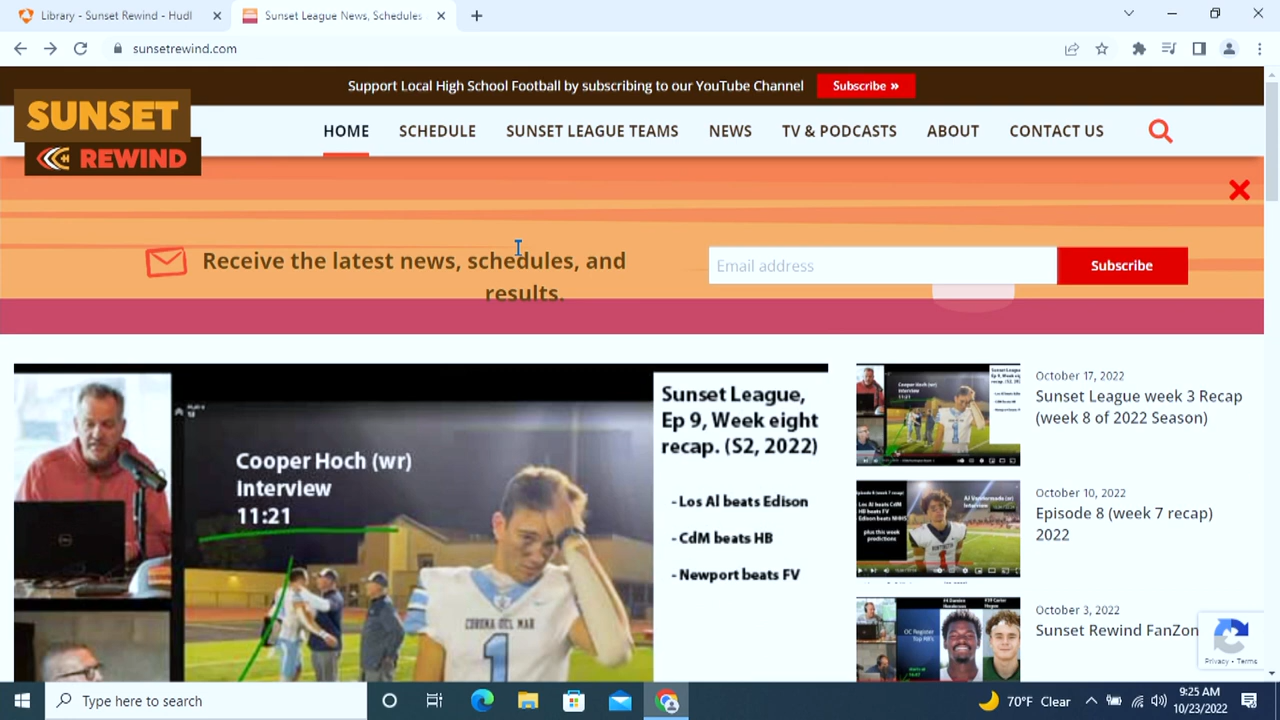 Library - Sunset Rewind - Hudl
Sunset League News, Schedules
sunsetrewind.com
Support Local High School Football by subscribing to our YouTube Channel
Subscribe »
SUNSET
REWIND
HOME
SCHEDULE
SUNSET LEAGUE TEAMS
NEWS
TV & PODCASTS
ABOUT
CONTACT US
Receive the latest news, schedules, and
results.
Email address
Subscribe
Cooper Hoch (wr)
Interview
11:21
CORONA DEL MAR
1
Sunset League,
Ep 9, Week eight
recap. (S2, 2022)
- Los Al beats Edison
- CdM beats HB
- Newport beats FV
October 17, 2022
Sunset League week 3 Recap
(week 8 of 2022 Season)
October 10, 2022
Episode 8 (week 7 recap)
2022
October 3, 2022
Sunset Rewind FanZon
Privacy - Terms
Type here to search
70°F Clear
9:25 AM
10/23/2022